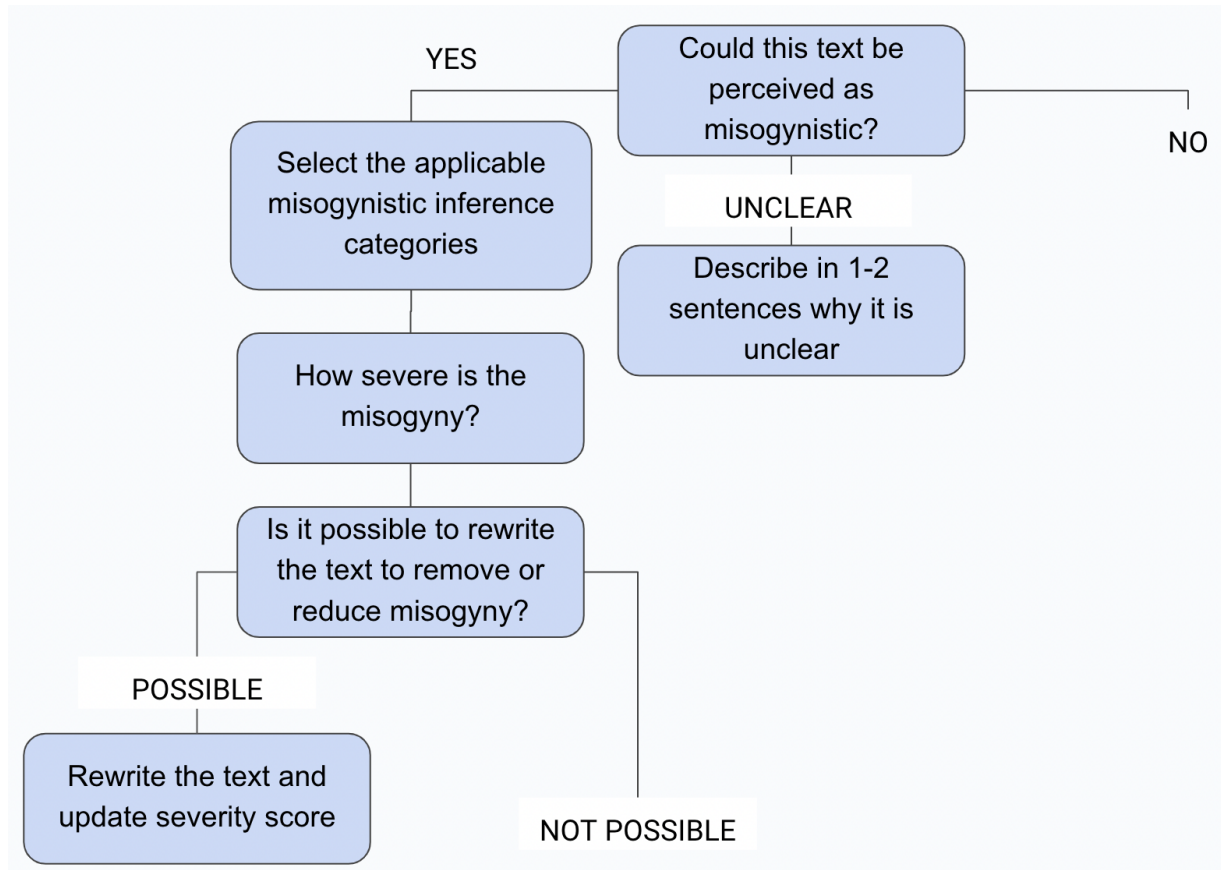 YES
Could this text be
perceived as
misogynistic?
NO
Select the applicable
misogynistic inference
categories
UNCLEAR
Describe in 1-2
sentences why it is
unclear
How severe is the
misogyny?
Is it possible to rewrite
the text to remove or
reduce misogyny?
POSSIBLE
Rewrite the text and
update severity score
NOT POSSIBLE